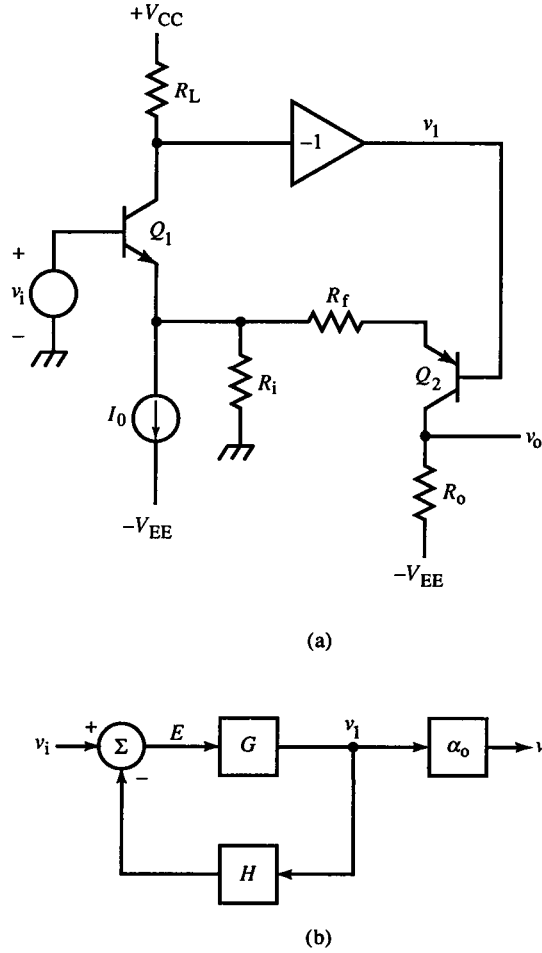 +V_CC
R_L
−1
v_1
Q_1
+
v_i
−
R_f
Q_2
R_i
I_0
v_o
R_o
−V_EE
−V_EE
(a)
v_i
+
Σ
−
E
G
v_1
α_o
v
H
(b)